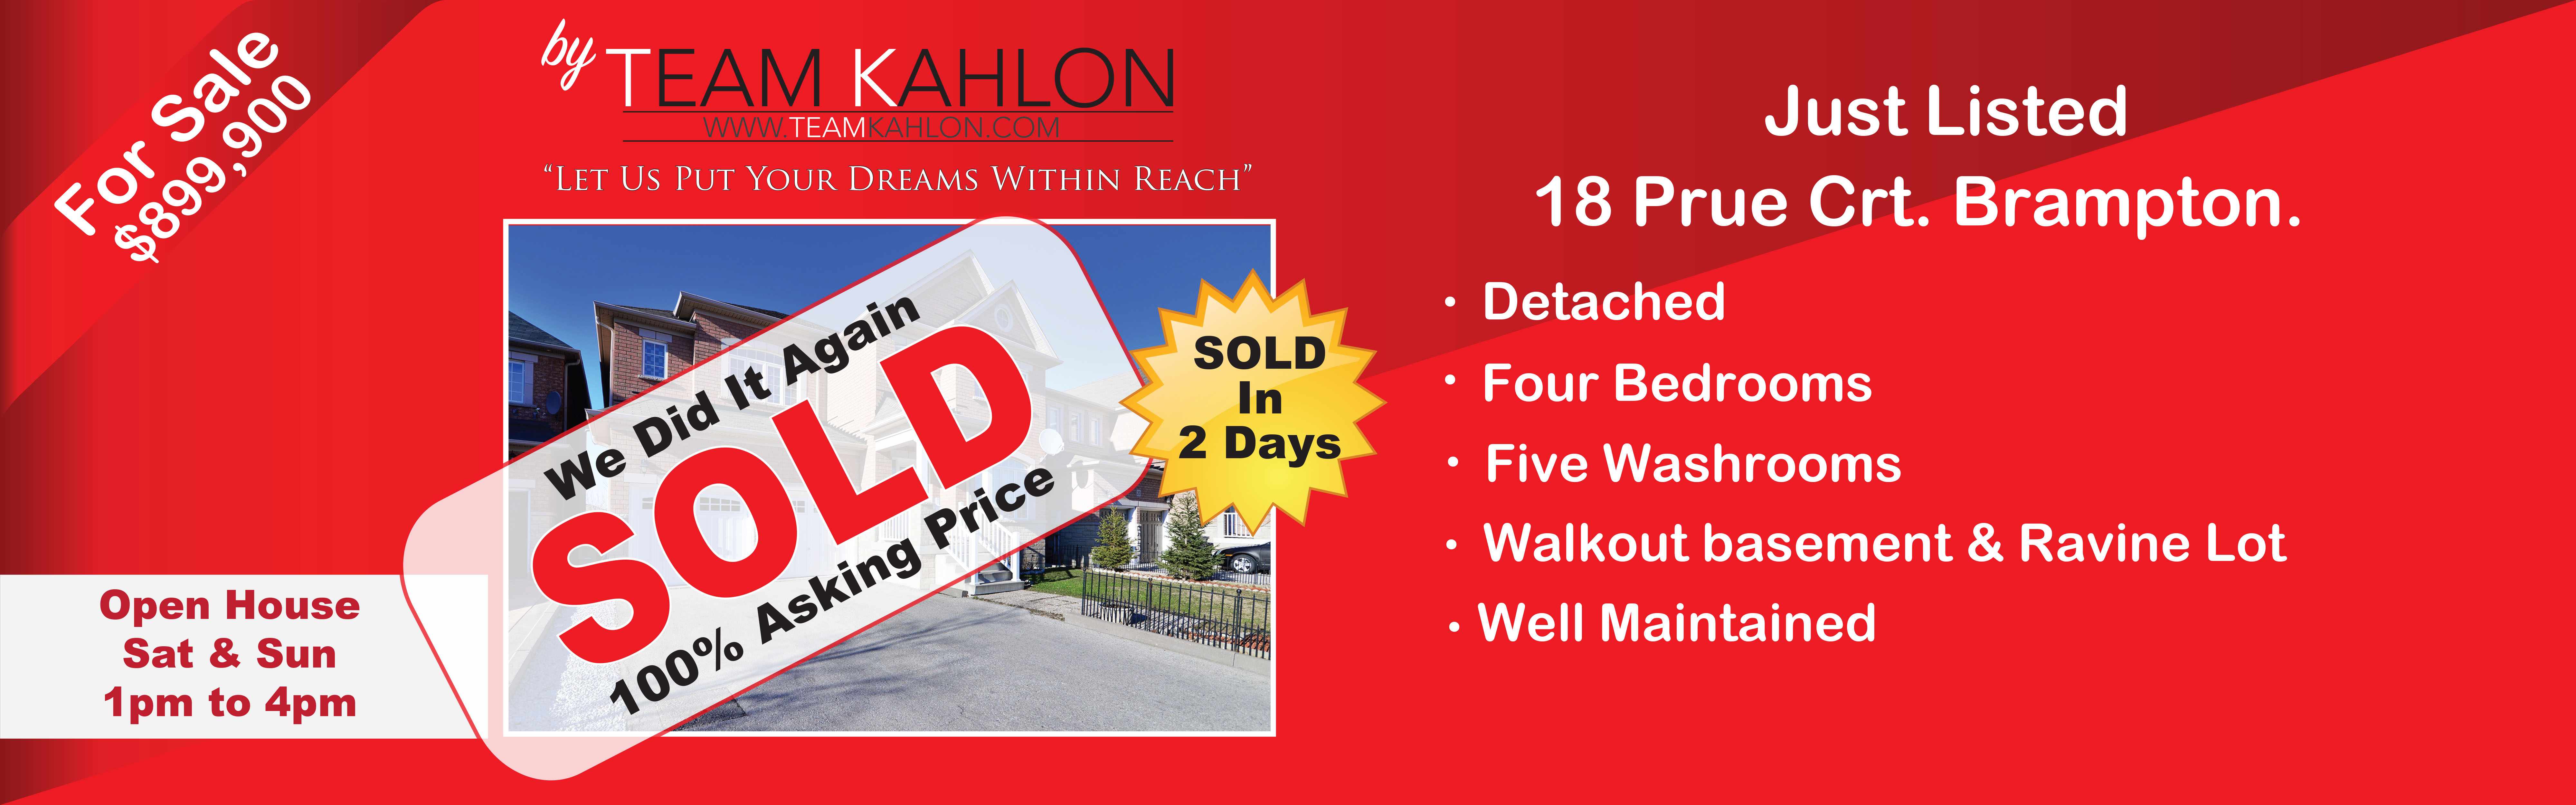 For Sale
$899,900
by TEAM KAHLON
WWW.TEAMKAHLON.COM
“LET US PUT YOUR DREAMS WITHIN REACH”
We Did It Again
SOLD
100% Asking Price
SOLD
In
2 Days
Open House
Sat & Sun
1pm to 4pm
Just Listed
18 Prue Crt. Brampton.
• Detached
• Four Bedrooms
• Five Washrooms
• Walkout basement & Ravine Lot
• Well Maintained